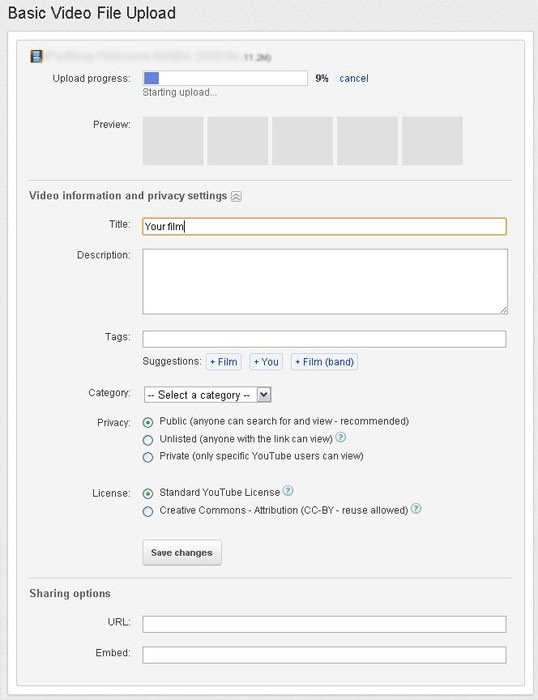 Basic Video File Upload
11.2M)
Upload progress: 9% cancel
Starting upload...
Preview:
Video information and privacy settings
Title: Your film
Description:
Tags:
Suggestions: + Film + You + Film (band)
Category: -- Select a category --
Privacy: Public (anyone can search for and view - recommended)
Unlisted (anyone with the link can view) ?
Private (only specific YouTube users can view)
License: Standard YouTube License ?
Creative Commons - Attribution (CC-BY - reuse allowed) ?
Save changes
Sharing options
URL:
Embed: